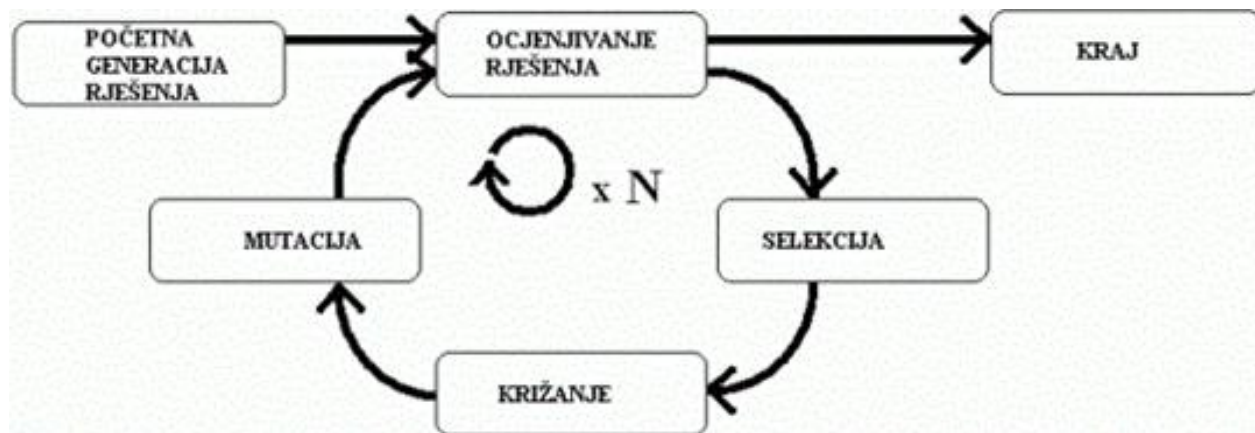 POČETNA
GENERACIJA
RJEŠENJA
OCJENJIVANJE
RJEŠENJA
KRAJ
x N
MUTACIJA
SELEKCIJA
KRIŽANJE